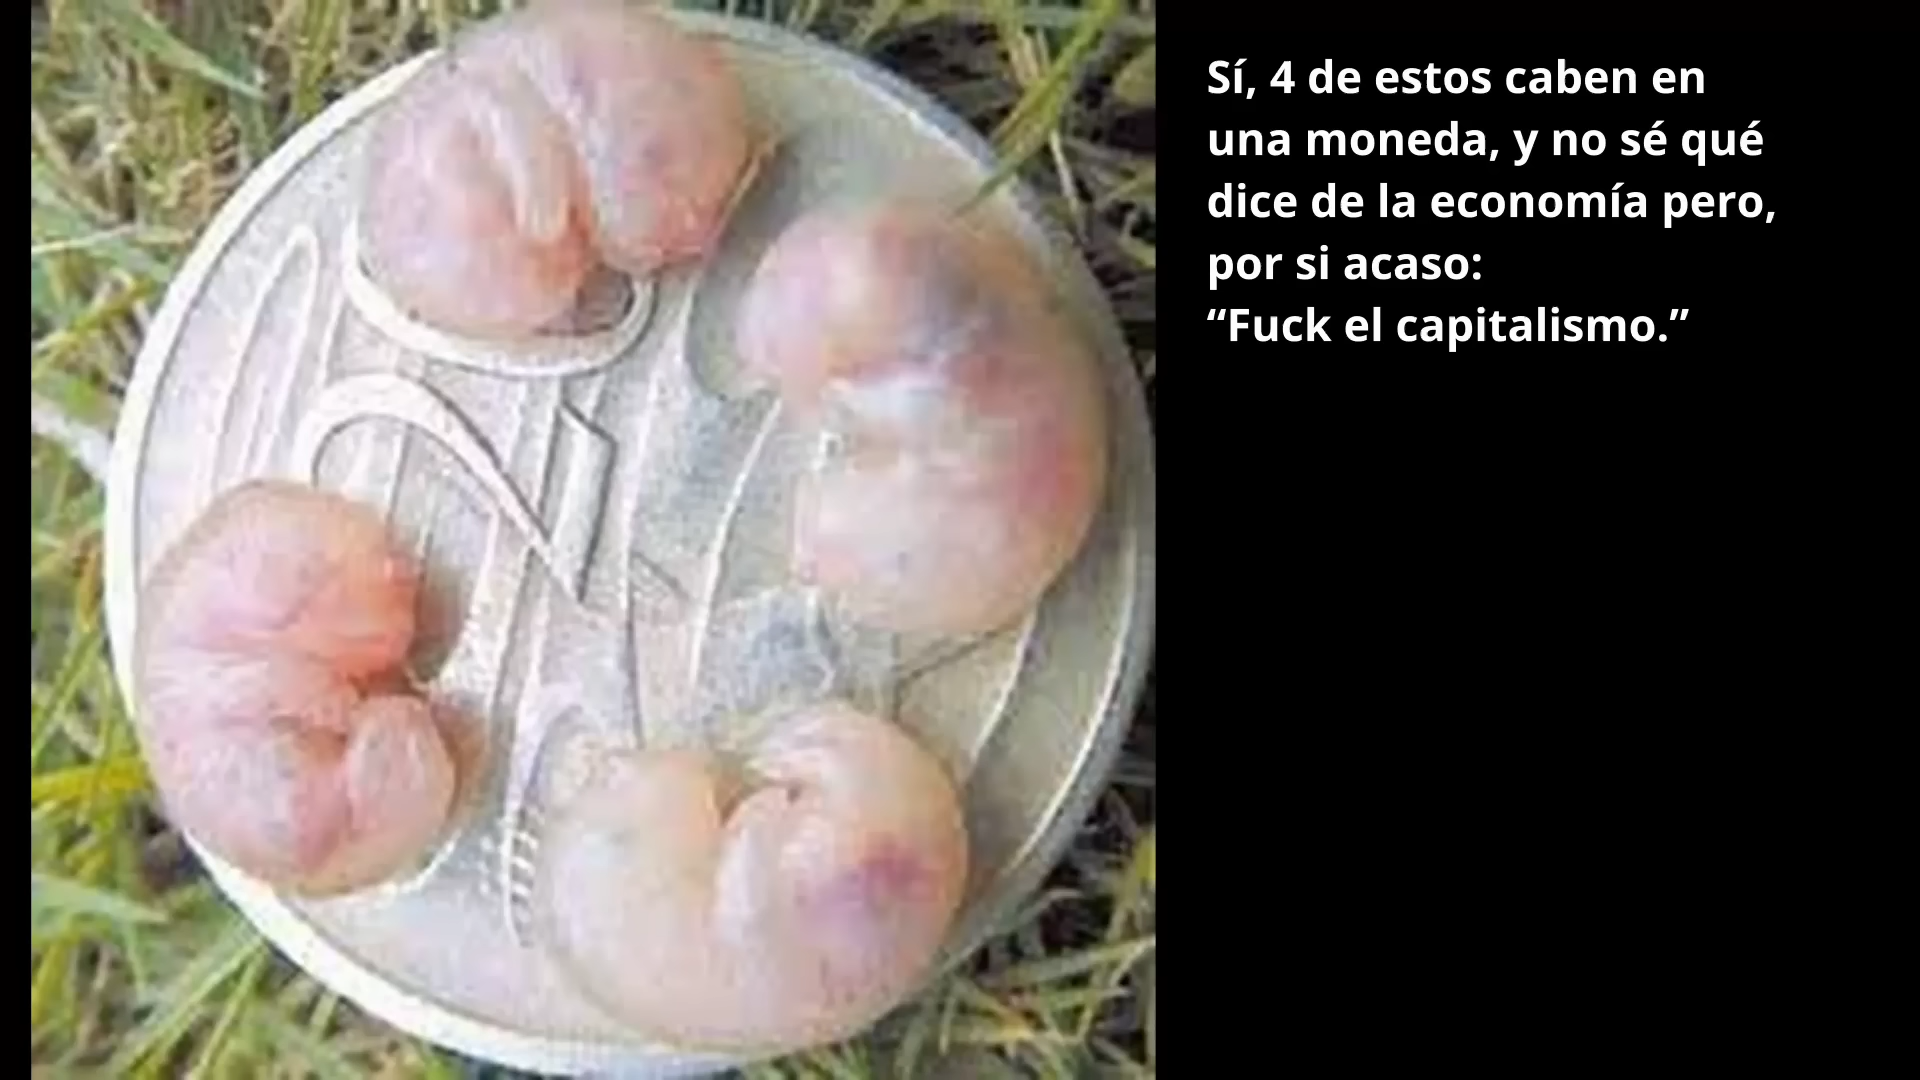 Sí, 4 de estos caben en
una moneda, y no sé qué
dice de la economía pero,
por si acaso:
“Fuck el capitalismo.”